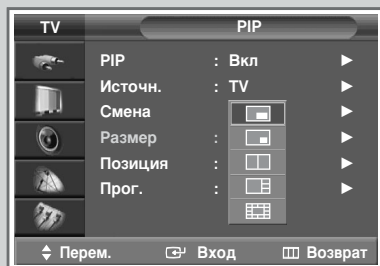 TV PIP
PIP : Вкл
Источн. : TV
Смена
Размер :
Позиция :
Прог. :
Перем. Вход Возврат